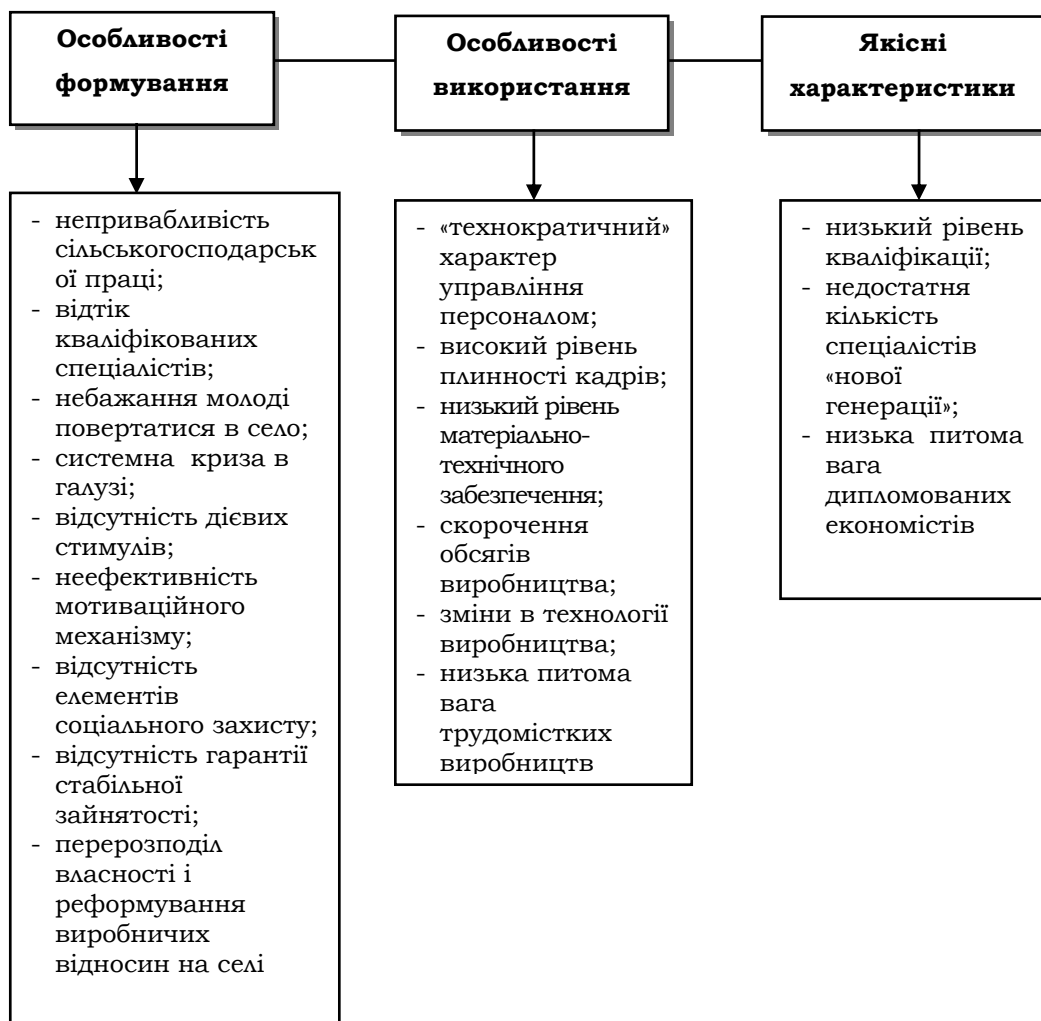 Особливості
формування
Особливості
використання
Якісні
характеристики
- непривабливість
сільськогосподарськ
ої праці;
- відтік
кваліфікованих
спеціалістів;
- небажання молоді
повертатися в село;
- системна криза в
галузі;
- відсутність дієвих
стимулів;
- неефективність
мотиваційного
механізму;
- відсутність
елементів
соціального захисту;
- відсутність гарантії
стабільної
зайнятості;
- перерозподіл
власності і
реформування
виробничих
відносин на селі
- «технократичний»
характер
управління
персоналом;
- високий рівень
плинності кадрів;
- низький рівень
матеріально-
технічного
забезпечення;
- скорочення
обсягів
виробництва;
- зміни в технології
виробництва;
- низька питома
вага
трудомістких
виробництв
- низький рівень
кваліфікації;
- недостатня
кількість
спеціалістів
«нової
генерації»;
- низька питома
вага
дипломованих
економістів